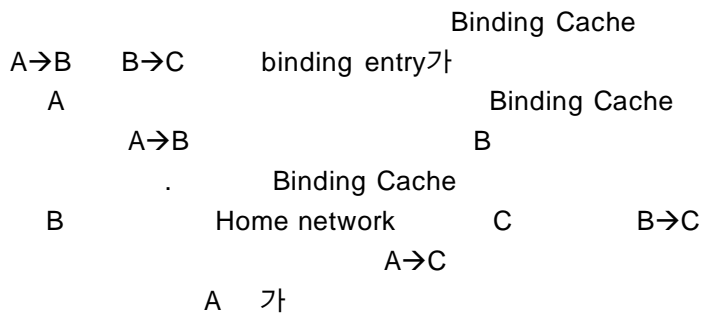 Binding Cache
A→B B→C binding entry가
A Binding Cache
A→B B
. Binding Cache
B Home network C B→C
A→C
A 가